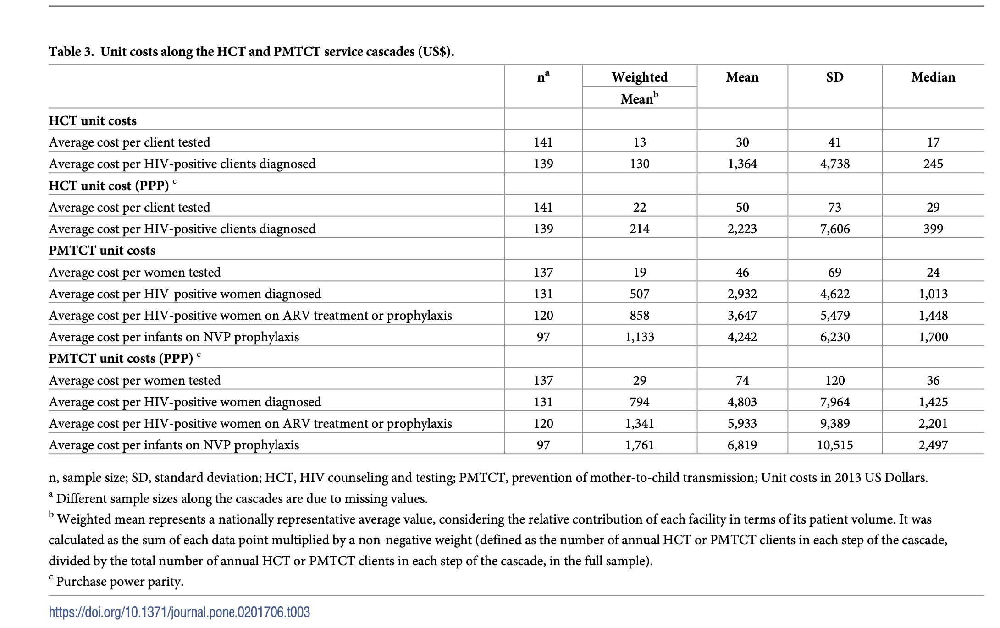 Table 3. Unit costs along the HCT and PMTCT service cascades (US$).
nᵃ Weighted Mean SD Median
Meanᵇ
HCT unit costs
Average cost per client tested 141 13 30 41 17
Average cost per HIV-positive clients diagnosed 139 130 1,364 4,738 245
HCT unit cost (PPP) ᶜ
Average cost per client tested 141 22 50 73 29
Average cost per HIV-positive clients diagnosed 139 214 2,223 7,606 399
PMTCT unit costs
Average cost per women tested 137 19 46 69 24
Average cost per HIV-positive women diagnosed 131 507 2,932 4,622 1,013
Average cost per HIV-positive women on ARV treatment or prophylaxis 120 858 3,647 5,479 1,448
Average cost per infants on NVP prophylaxis 97 1,133 4,242 6,230 1,700
PMTCT unit costs (PPP) ᶜ
Average cost per women tested 137 29 74 120 36
Average cost per HIV-positive women diagnosed 131 794 4,803 7,964 1,425
Average cost per HIV-positive women on ARV treatment or prophylaxis 120 1,341 5,933 9,389 2,201
Average cost per infants on NVP prophylaxis 97 1,761 6,819 10,515 2,497
n, sample size; SD, standard deviation; HCT, HIV counseling and testing; PMTCT, prevention of mother-to-child transmission; Unit costs in 2013 US Dollars.
ᵃ Different sample sizes along the cascades are due to missing values.
ᵇ Weighted mean represents a nationally representative average value, considering the relative contribution of each facility in terms of its patient volume. It was
calculated as the sum of each data point multiplied by a non-negative weight (defined as the number of annual HCT or PMTCT clients in each step of the cascade,
divided by the total number of annual HCT or PMTCT clients in each step of the cascade, in the full sample).
ᶜ Purchase power parity.
https://doi.org/10.1371/journal.pone.0201706.t003